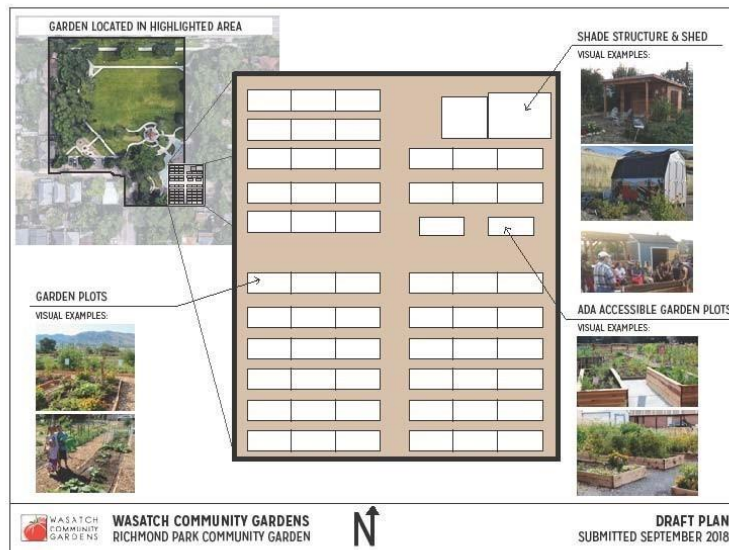 GARDEN LOCATED IN HIGHLIGHTED AREA
SHADE STRUCTURE & SHED
VISUAL EXAMPLES:
GARDEN PLOTS
VISUAL EXAMPLES:
ADA ACCESSIBLE GARDEN PLOTS
VISUAL EXAMPLES:
WASATCH
COMMUNITY
GARDENS
WASATCH COMMUNITY GARDENS
RICHMOND PARK COMMUNITY GARDEN
N
DRAFT PLAN
SUBMITTED SEPTEMBER 2018